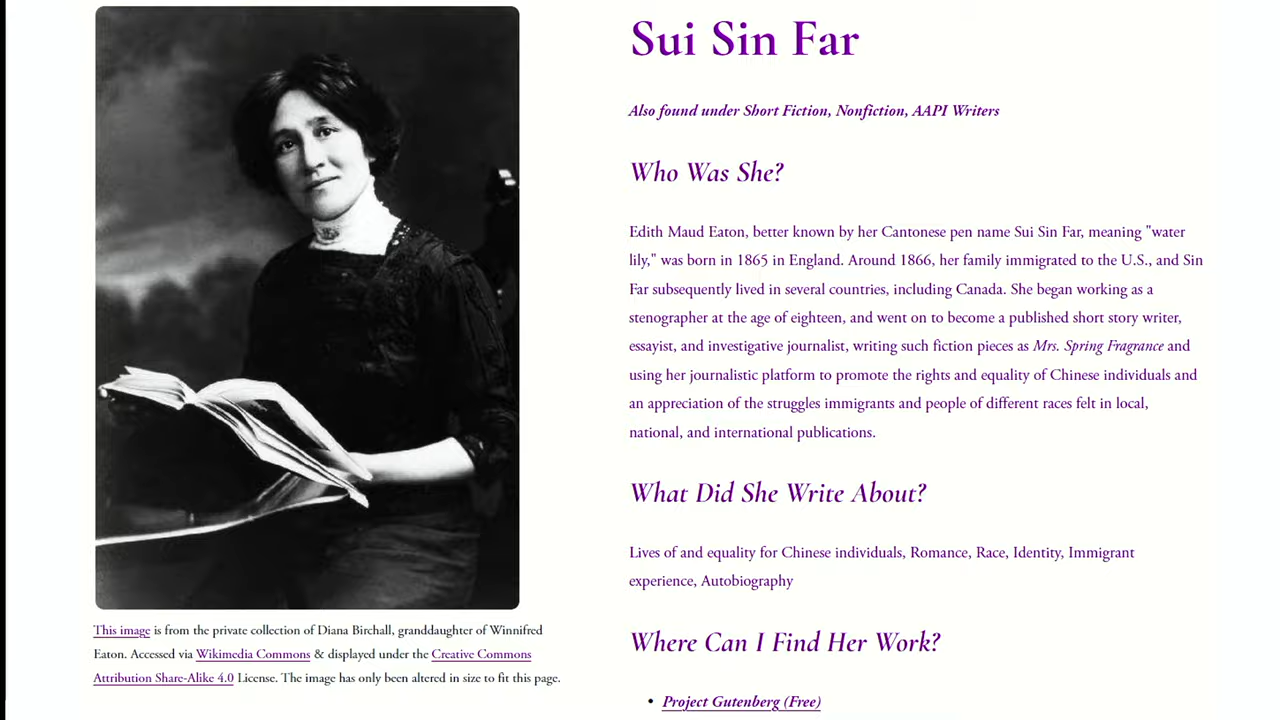 Sui Sin Far
Also found under Short Fiction, Nonfiction, AAPI Writers
Who Was She?
Edith Maud Eaton, better known by her Cantonese pen name Sui Sin Far, meaning "water
lily," was born in 1865 in England. Around 1866, her family immigrated to the U.S., and Sin
Far subsequently lived in several countries, including Canada. She began working as a
stenographer at the age of eighteen, and went on to become a published short story writer,
essayist, and investigative journalist, writing such fiction pieces as Mrs. Spring Fragrance and
using her journalistic platform to promote the rights and equality of Chinese individuals and
an appreciation of the struggles immigrants and people of different races felt in local,
national, and international publications.
What Did She Write About?
Lives of and equality for Chinese individuals, Romance, Race, Identity, Immigrant
experience, Autobiography
Where Can I Find Her Work?
• Project Gutenberg (Free)
This image is from the private collection of Diana Birchall, granddaughter of Winnifred
Eaton. Accessed via Wikimedia Commons & displayed under the Creative Commons
Attribution Share-Alike 4.0 License. The image has only been altered in size to fit this page.